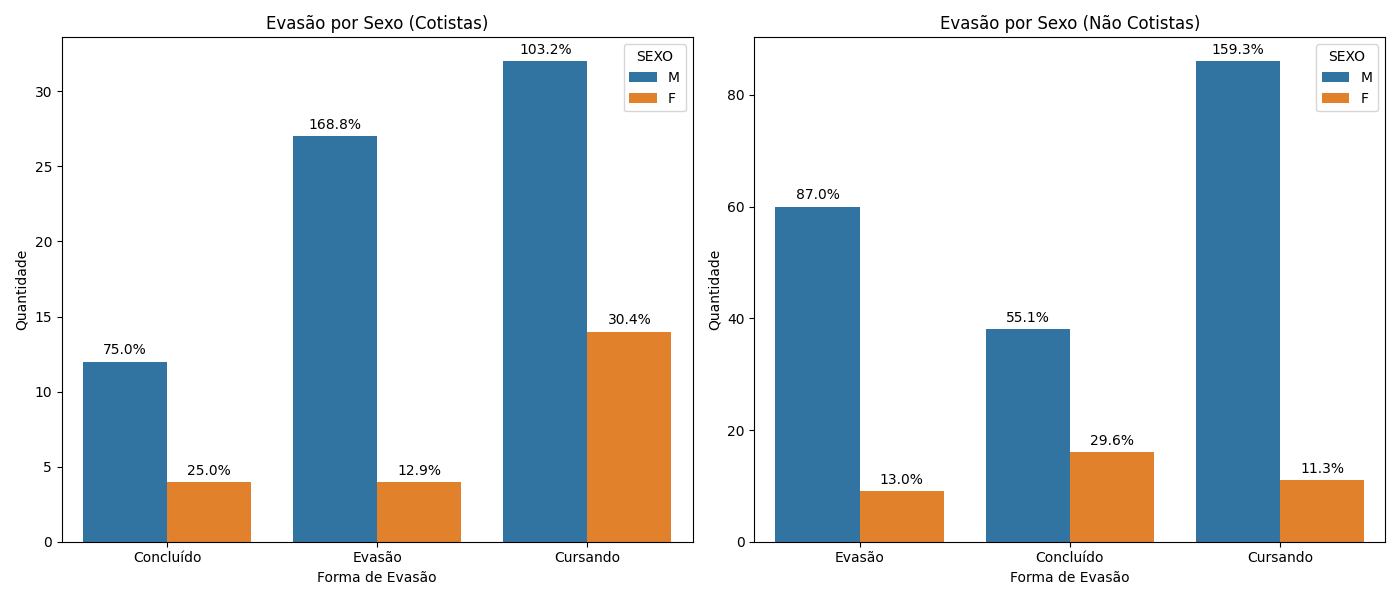 Evasão por Sexo (Cotistas)
Quantidade
30
25
20
15
10
5
0
75.0%
25.0%
168.8%
12.9%
103.2%
30.4%
SEXO
M
F
Concluído
Evasão
Cursando
Forma de Evasão
Evasão por Sexo (Não Cotistas)
Quantidade
80
60
40
20
0
87.0%
13.0%
55.1%
29.6%
159.3%
11.3%
SEXO
M
F
Evasão
Concluído
Cursando
Forma de Evasão